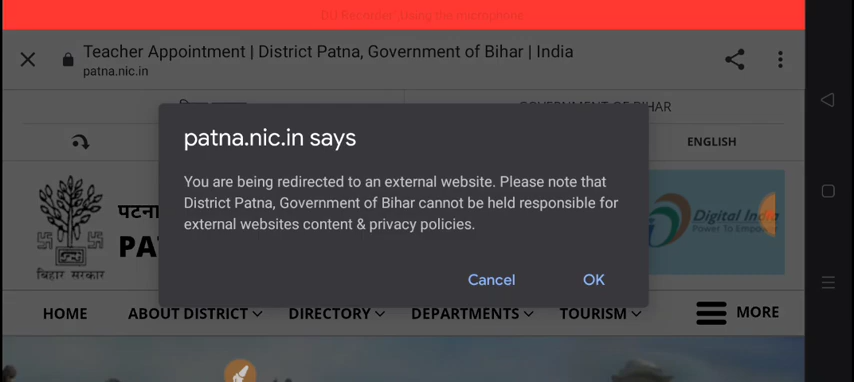 DU Recorder",Using the microphone
Teacher Appointment | District Patna, Government of Bihar | India
patna.nic.in
GOVERNMENT OF BIHAR
patna.nic.in says
ENGLISH
You are being redirected to an external website. Please note that
District Patna, Government of Bihar cannot be held responsible for
external websites content & privacy policies.
पटना
PA
Digital India
Power To Empower
बिहार सरकार
Cancel OK
HOME ABOUT DISTRICT DIRECTORY DEPARTMENTS TOURISM MORE